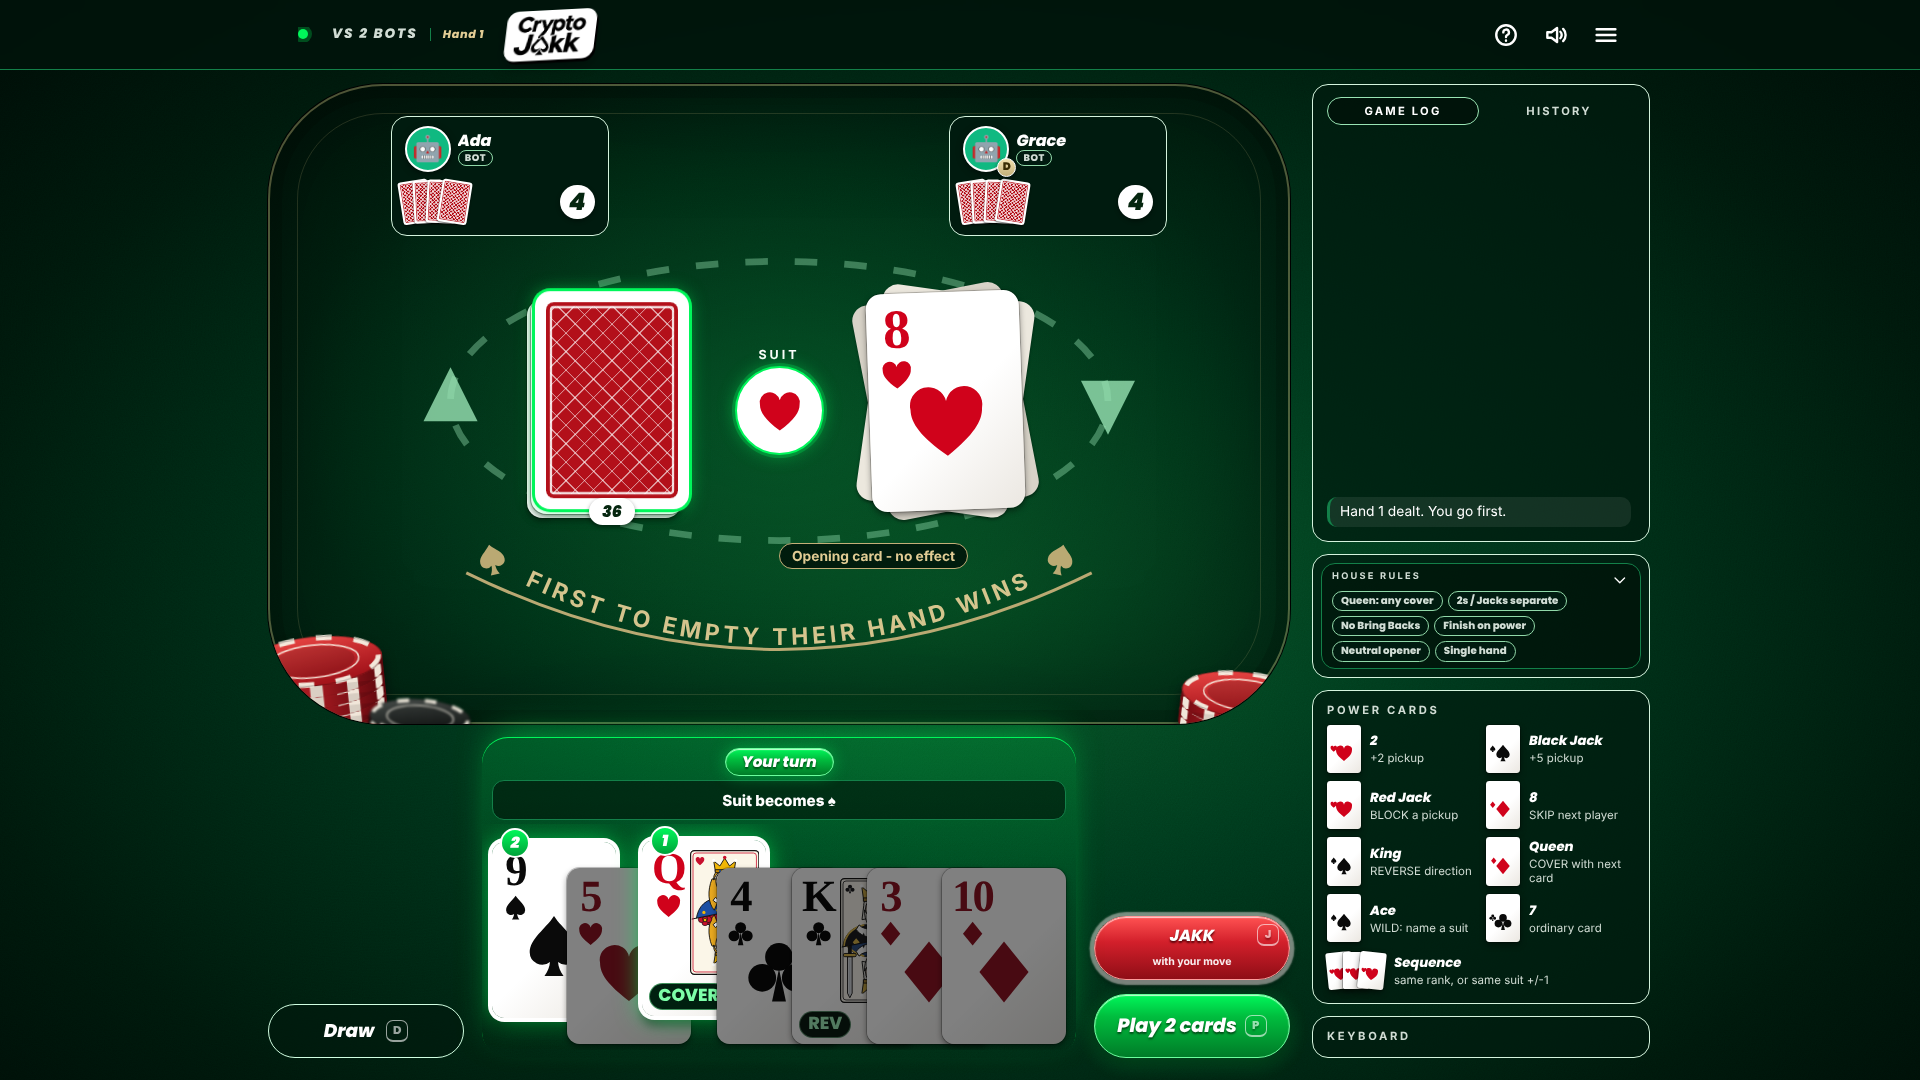 VS 2 BOTS
Hand 1
Crypto
Jakk
Ada
BOT
4
Grace
BOT
D
4
SUIT
8
36
Opening card - no effect
FIRST TO EMPTY THEIR HAND WINS
Your turn
Suit becomes ♠
2
9
5
1
Q
COVER
4
K
REV
3
10
Draw D
JAKK J
with your move
Play 2 cards P
GAME LOG
HISTORY
Hand 1 dealt. You go first.
HOUSE RULES
Queen: any cover
2s / Jacks separate
No Bring Backs
Finish on power
Neutral opener
Single hand
POWER CARDS
2
+2 pickup
Black Jack
+5 pickup
Red Jack
BLOCK a pickup
8
SKIP next player
King
REVERSE direction
Queen
COVER with next
card
Ace
WILD: name a suit
7
ordinary card
Sequence
same rank, or same suit +/-1
KEYBOARD